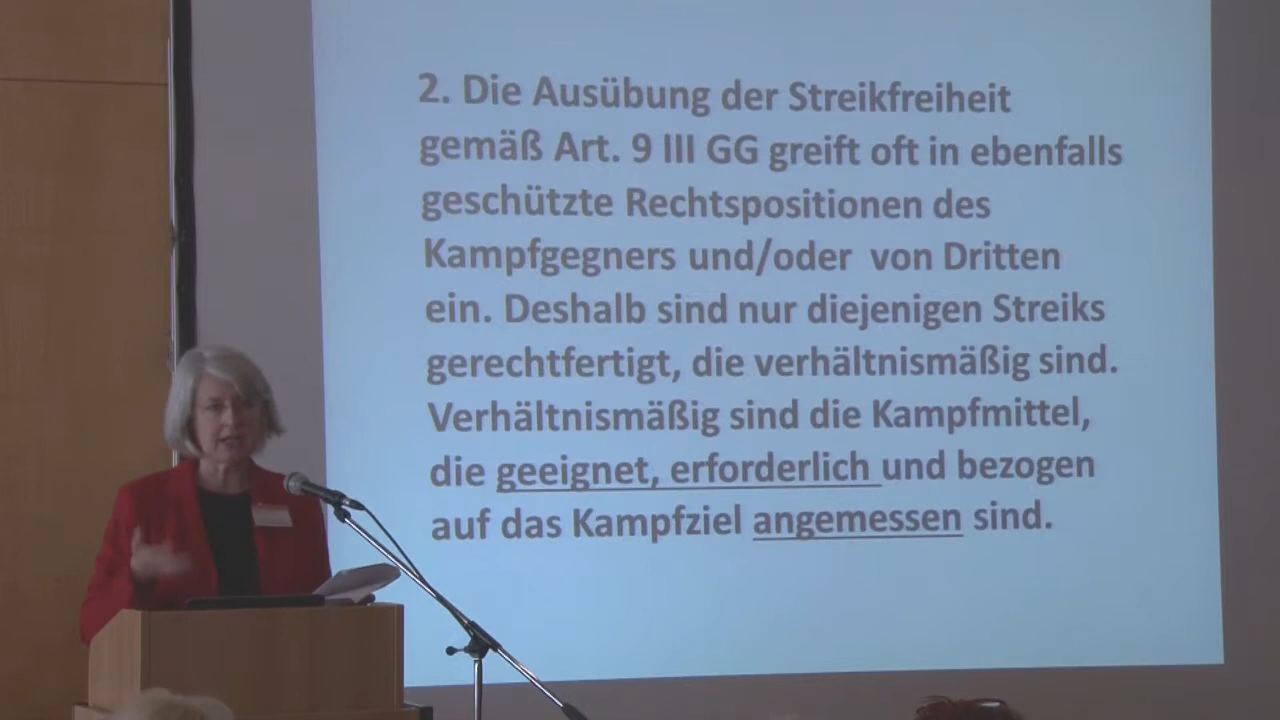 2. Die Ausübung der Streikfreiheit
gemäß Art. 9 III GG greift oft in ebenfalls
geschützte Rechtspositionen des
Kampfgegners und/oder von Dritten
ein. Deshalb sind nur diejenigen Streiks
gerechtfertigt, die verhältnismäßig sind.
Verhältnismäßig sind die Kampfmittel,
die geeignet, erforderlich und bezogen
auf das Kampfziel angemessen sind.